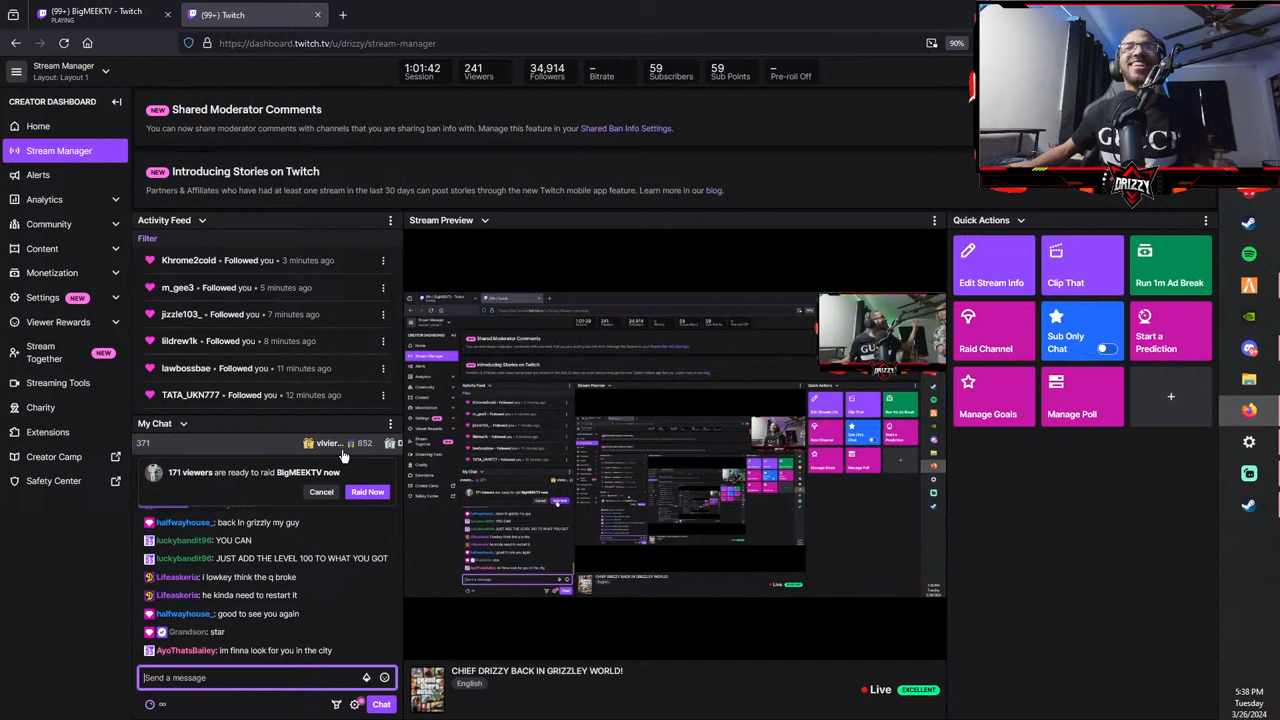 (99+) BigMEEKTV - Twitch
PLAYING
(99+) Twitch
https://dashboard.twitch.tv/u/drizzy/stream-manager
90%
Stream Manager
Layout: Layout 1
1:01:42
Session
241
Viewers
34,914
Followers
–
Bitrate
59
Subscribers
59
Sub Points
–
Pre-roll Off
CREATOR DASHBOARD
Home
Stream Manager
Alerts
Analytics
Community
Content
Monetization
Settings NEW
Viewer Rewards
Stream Together NEW
Streaming Tools
Charity
Extensions
Creator Camp
Safety Center
NEW Shared Moderator Comments
You can now share moderator comments with channels that you are sharing ban info with. Manage this feature in your Shared Ban Info Settings.
NEW Introducing Stories on Twitch
Partners & Affiliates who have had at least one stream in the last 30 days can post stories through the new Twitch mobile app feature. Learn more in our blog.
GUCCI
DRIZZY
Activity Feed
Filter
Khrome2cold • Followed you • 3 minutes ago
m_gee3 • Followed you • 5 minutes ago
jizzle103_ • Followed you • 7 minutes ago
Followed you • 8 minutes ago
Followed you • 11 minutes ago
TATA_UKN777 • Followed you • 12 minutes ago
My Chat
371
171 viewers are ready to raid BigMEEKTV
Cancel
Raid Now
halfwayhouse_: back in grizzly my guy
luckybandit96: YOU CAN
THE LEVEL 100 TO WHAT YOU GOT
Lifeaskeria: i lowkey think the q broke
Lifeaskeria: he kinda need to restart it
halfwayhouse_: good to see you again
Grandson: star
AyoThatsBailey: im finna look for you in the city
Send a message
Chat
Stream Preview
CHIEF DRIZZY BACK IN GRIZZLEY WORLD!
English
Live
EXCELLENT
Quick Actions
Edit Stream Info
Clip That
Run 1m Ad Break
Raid Channel
Sub Only Chat
Start a Prediction
Manage Goals
Manage Poll
5:38 PM
Tuesday
3/26/2024